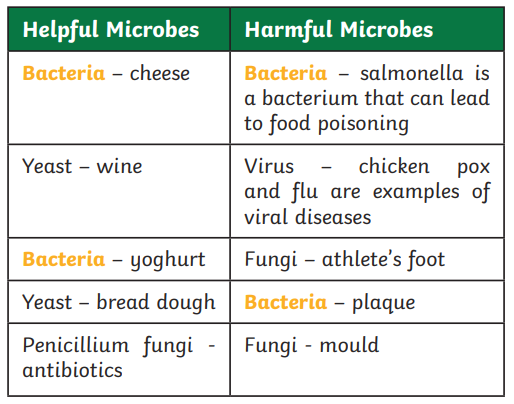 Helpful Microbes
Harmful Microbes
Bacteria – cheese
Bacteria – salmonella is
a bacterium that can lead
to food poisoning
Yeast – wine
Virus – chicken pox
and flu are examples of
viral diseases
Bacteria – yoghurt
Fungi – athlete's foot
Yeast – bread dough
Bacteria – plaque
Penicillium fungi -
antibiotics
Fungi - mould